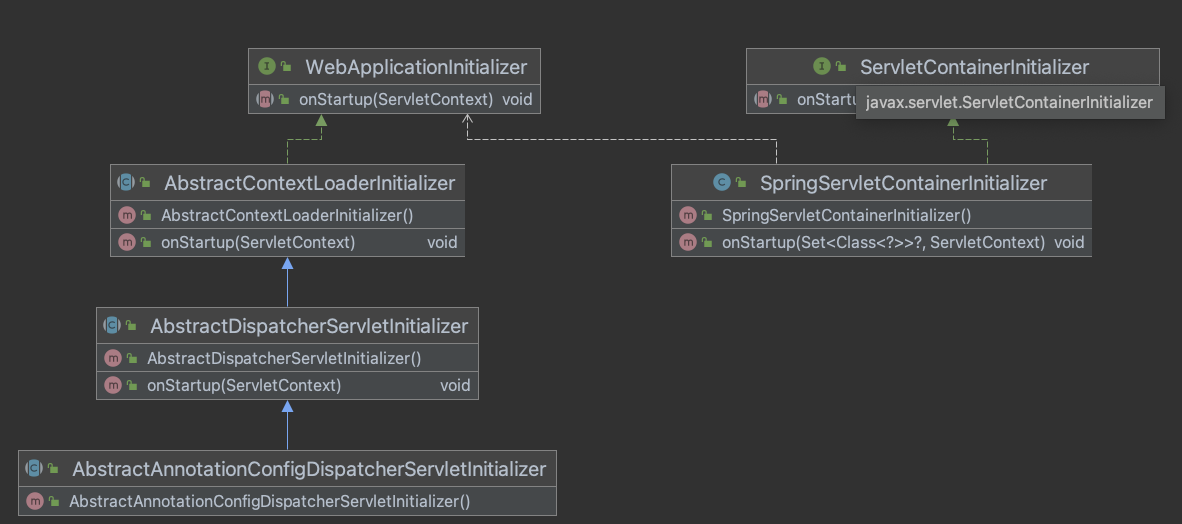 WebApplicationInitializer
onStartup(ServletContext) void
ServletContainerInitializer
onStartu
javax.servlet.ServletContainerInitializer
AbstractContextLoaderInitializer
AbstractContextLoaderInitializer()
onStartup(ServletContext) void
SpringServletContainerInitializer
SpringServletContainerInitializer()
onStartup(Set<Class<?>>?, ServletContext) void
AbstractDispatcherServletInitializer
AbstractDispatcherServletInitializer()
onStartup(ServletContext) void
AbstractAnnotationConfigDispatcherServletInitializer
AbstractAnnotationConfigDispatcherServletInitializer()